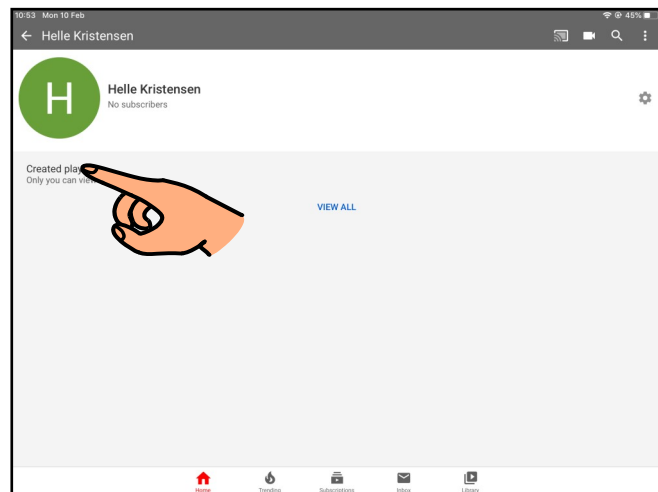 10:53 Mon 10 Feb
45%
Helle Kristensen
H
Helle Kristensen
No subscribers
Created play
Only you can view
VIEW ALL
Home
Trending
Subscriptions
Inbox
Library